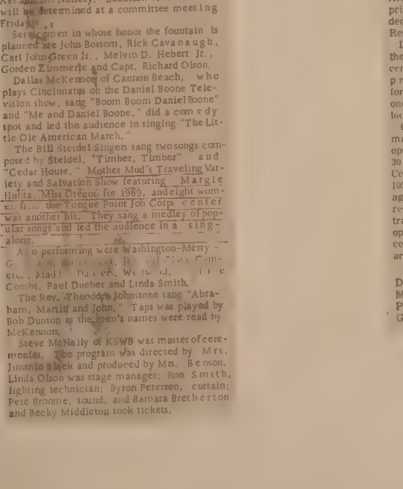 will be determined at a committee meeting
Friday.
Servicemen in whose honor the fountain is
planned are John Bossom, Rick Cavanaugh,
Carl John Green Jr., Melvin D. Hebert Jr.,
Gorden Zimmerle and Capt. Richard Olson.
Dallas McKennon of Cannon Beach, who
plays Cincinnatus on the Daniel Boone Tele-
vision show, sang "Boom Boom Daniel Boone"
and "Me and Daniel Boone," did a comedy
spot and led the audience in singing "The Lit-
tle Ole American March."
The Bill Steidel Singers sang two songs com-
posed by Steidel, "Timber, Timber" and
"Cedar House." Mother Mud's Traveling Var-
iety and Salvation Show featuring Margie
Huhta, Miss Oregon for 1969, and eight wom-
the Tongue Point Job Corps center
was another hit. They sang a medley of pop-
ular songs and led the audience in a sing-
along.
performing were Washington-Merry-
Combs, Paul Dueber and Linda Smith.
The Rev. Theodore Johnstone sang "Abra-
ham, Martin and John." Taps was played by
Bob Dunton as the men's names were read by
McKennon.
Steve McNally of KSWB was master of cere-
monies. The program was directed by Mrs.
Jimmie Black and produced by Mrs. Bemon.
Linda Olson was stage manager; Ron Smith,
lighting technician; Byron Petersen, curtain;
Pete Broome, sound, and Barbara Bretherton
and Becky Middleton took tickets.